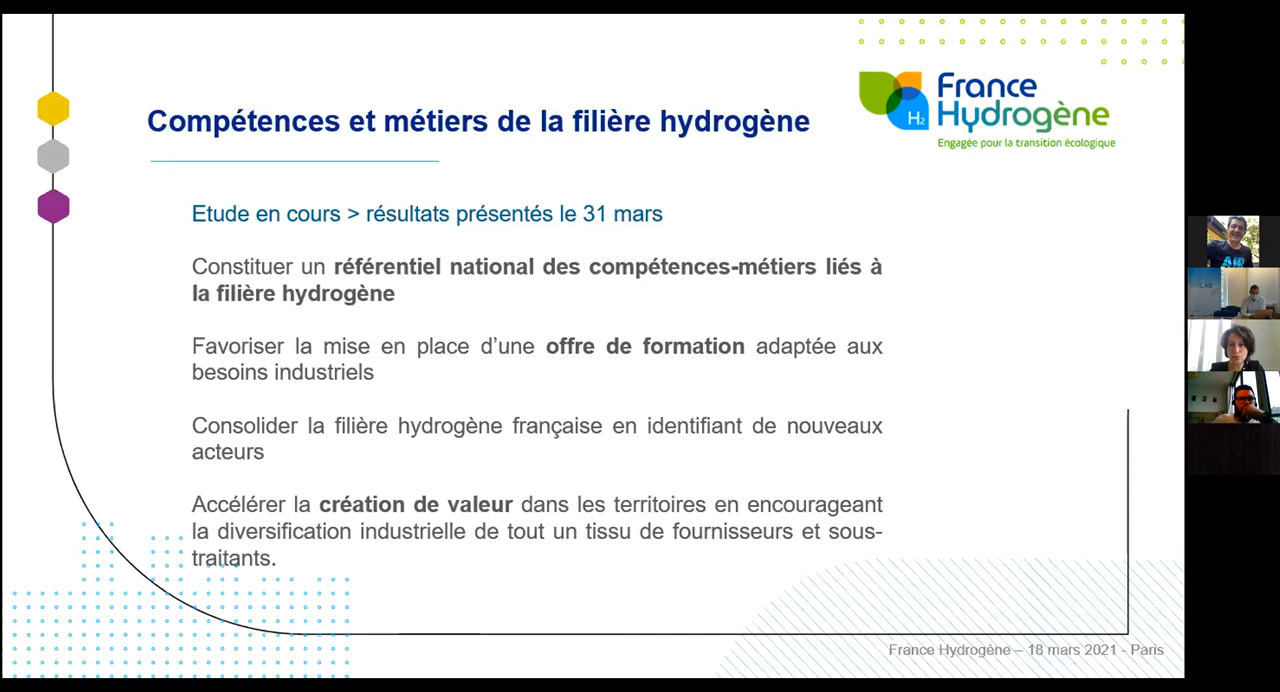 France
Hydrogène
H₂
Engagée pour la transition écologique
Compétences et métiers de la filière hydrogène
Etude en cours > résultats présentés le 31 mars
Constituer un référentiel national des compétences-métiers liés à
la filière hydrogène
Favoriser la mise en place d’une offre de formation adaptée aux
besoins industriels
Consolider la filière hydrogène française en identifiant de nouveaux
acteurs
Accélérer la création de valeur dans les territoires en encourageant
la diversification industrielle de tout un tissu de fournisseurs et sous-
traitants.
France Hydrogène – 18 mars 2021 - Paris